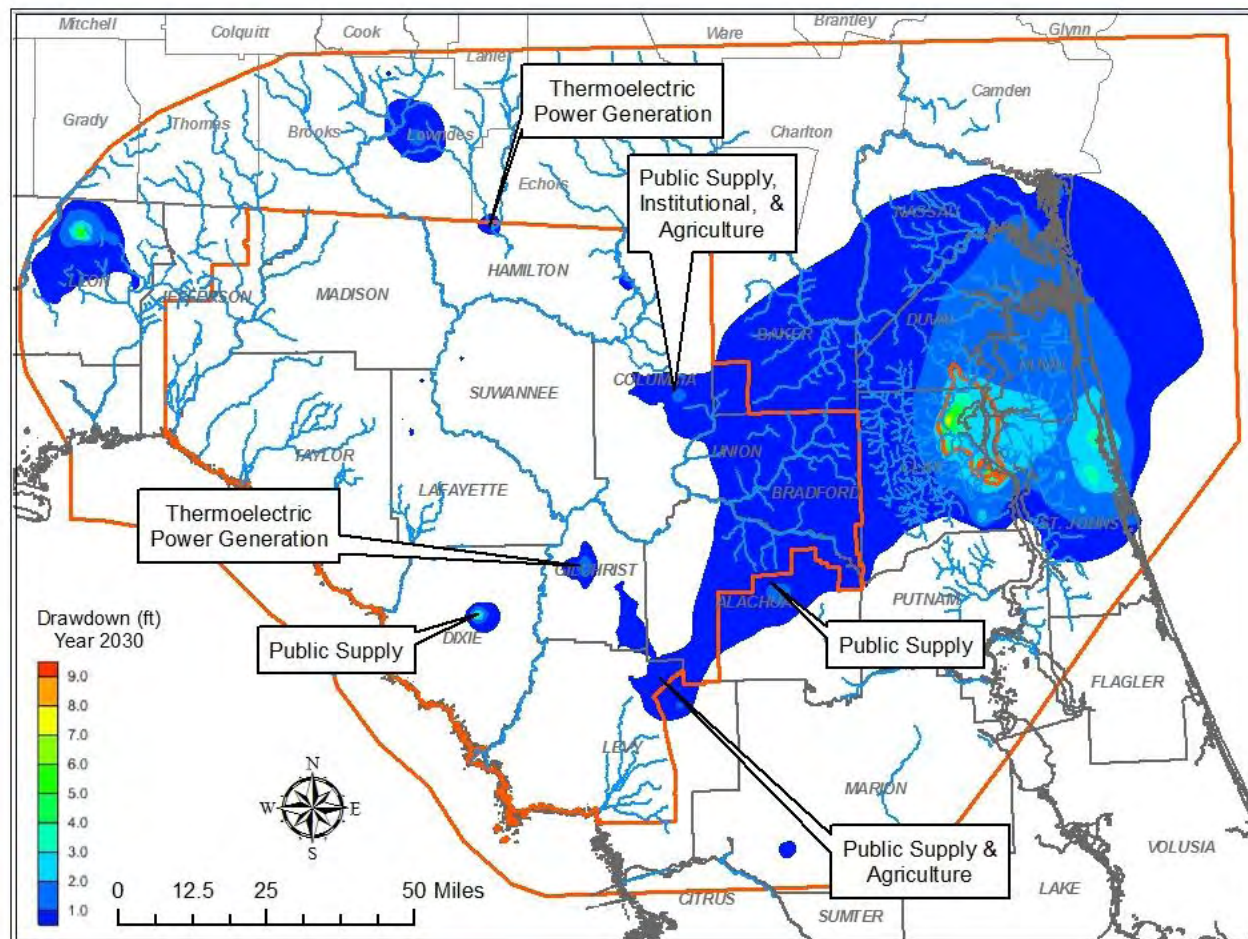 Mitchell
Colquitt
Cook
Lanier
Ware
Brantley
Glynn
Grady
Thomas
Brooks
Lowndes
Echols
Charlton
Camden
Thermoelectric
Power Generation
Public Supply,
Institutional, &
Agriculture
LEON
JEFFERSON
MADISON
HAMILTON
NASSAU
BAKER
DUVAL
DUVAL
SUWANNEE
COLUMBIA
TAYLOR
LAFAYETTE
UNION
BRADFORD
CLAY
ST. JOHNS
Thermoelectric
Power Generation
GILCHRIST
ALACHUA
PUTNAM
Public Supply
DIXIE
Public Supply
FLAGLER
LEVY
MARION
Public Supply &
Agriculture
VOLUSIA
LAKE
CITRUS
SUMTER
Drawdown (ft)
Year 2030
9.0
8.0
7.0
6.0
5.0
4.0
3.0
2.0
1.0
N
W E
S
0 12.5 25 50 Miles